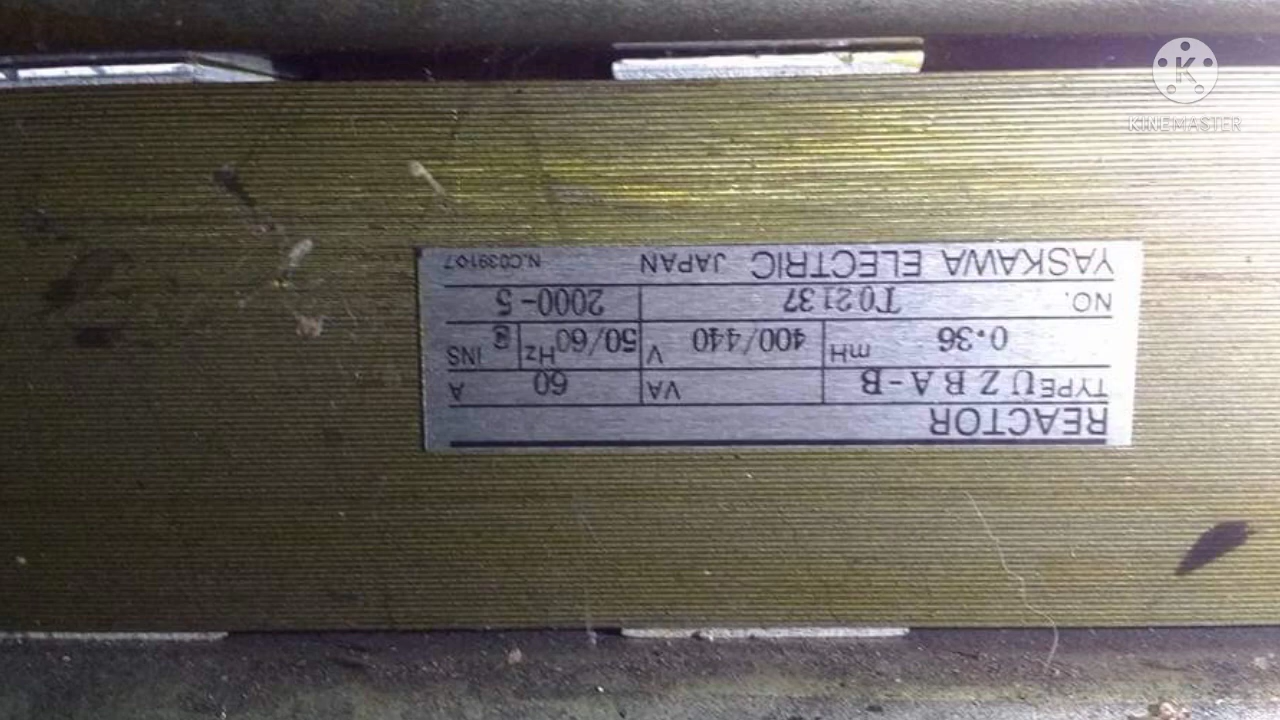 REACTOR
TYPE UZBA-B VA 60 A
0.36 mH 400/440 V 50/60 Hz INS
NO. T02137 2000-5
YASKAWA ELECTRIC JAPAN N.C03910-7
K
KINEMASTER